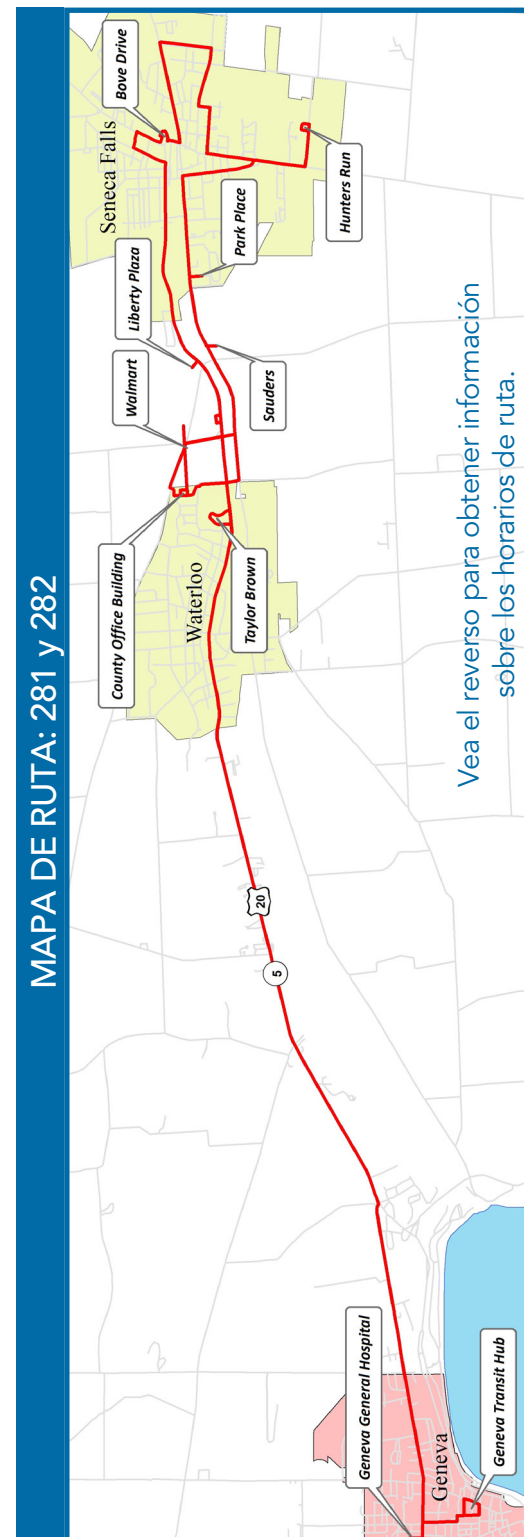 MAPA DE RUTA: 281 y 282
Seneca Falls
Bove Drive
Liberty Plaza
Walmart
County Office Building
Waterloo
Taylor Brown
Sauders
Park Place
Hunters Run
20
5
Geneva General Hospital
Geneva
Geneva Transit Hub
Vea el reverso para obtener información
sobre los horarios de ruta.